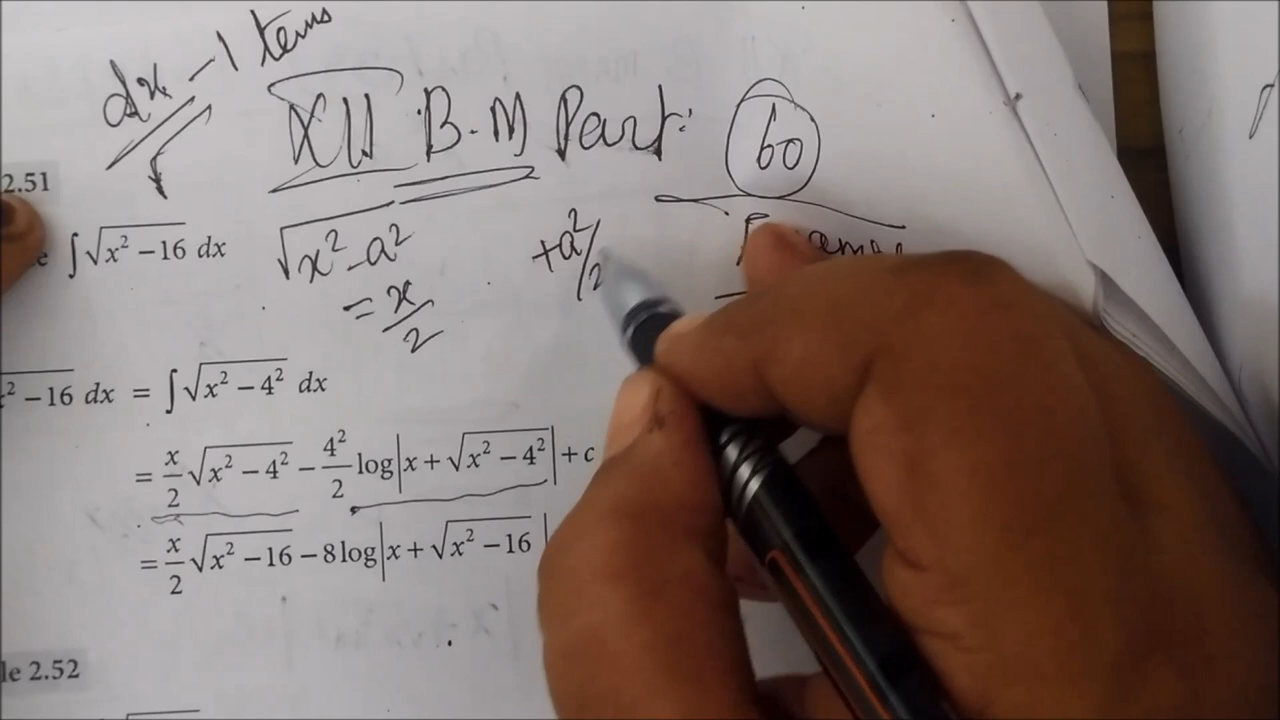 dx - 1 tems
XII B.M Part: 60
2.51
∫√x² – 16 dx
√x² - a²
= x/2
+a²/2
² – 16 dx = ∫√x² – 4² dx
= x/2 √x² – 4² – 4²/2 log|x + √x² – 4²| + c
= x/2 √x² – 16 – 8 log|x + √x² – 16|
le 2.52